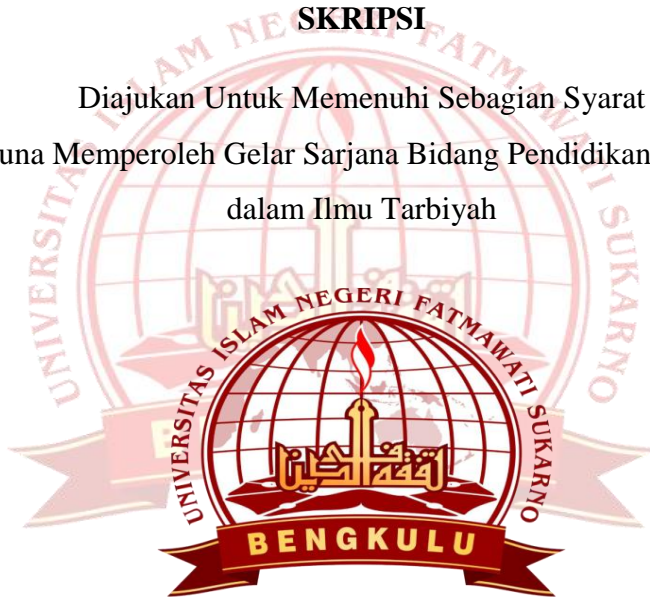 SKRIPSI
Diajukan Untuk Memenuhi Sebagian Syarat
una Memperoleh Gelar Sarjana Bidang Pendidikan
dalam Ilmu Tarbiyah
UNIVERSITAS ISLAM NEGERI FATMAWATI SUKARNO
BENGKULU